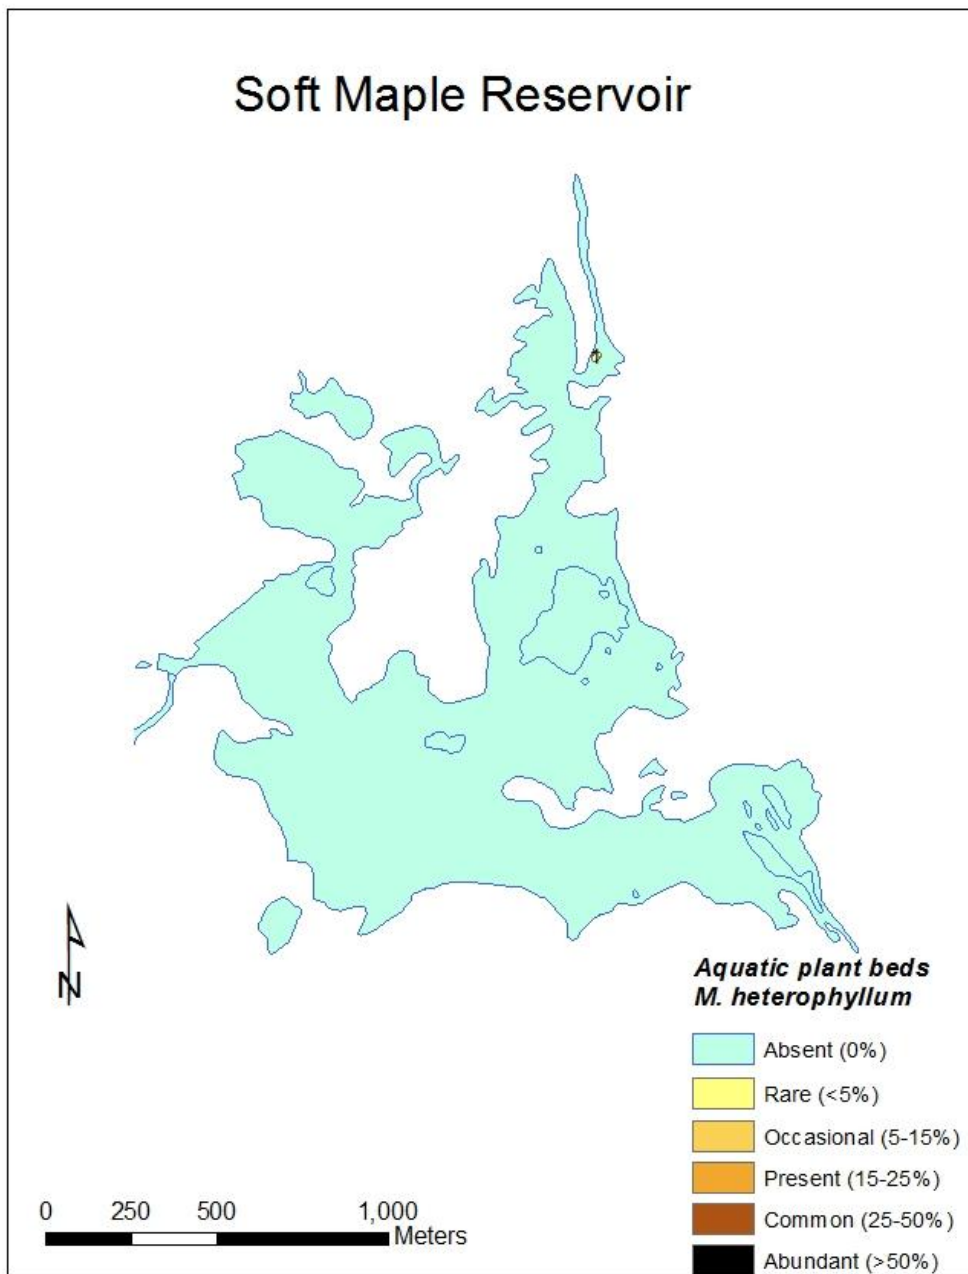 Soft Maple Reservoir
N
Aquatic plant beds
M. heterophyllum
Absent (0%)
Rare (<5%)
Occasional (5-15%)
Present (15-25%)
Common (25-50%)
Abundant (>50%)
0 250 500 1,000
Meters